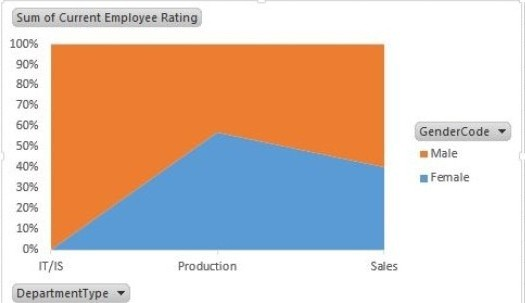 Sum of Current Employee Rating
100%
90%
80%
70%
60%
50%
40%
30%
20%
10%
0%
IT/IS Production Sales
GenderCode
Male
Female
DepartmentType